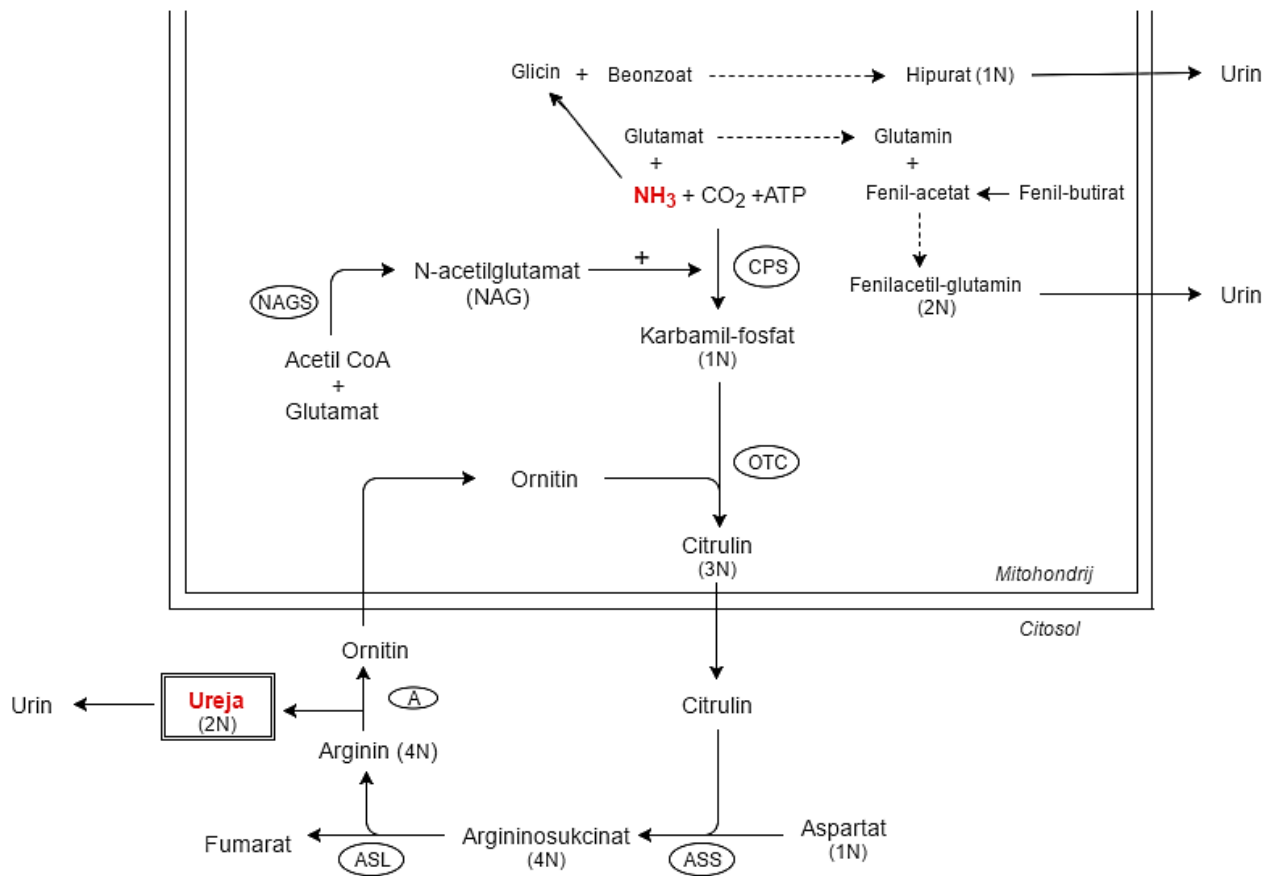 Glicin + Beonzoat Hipurat (1N) Urin
Glutamat Glutamin
+ +
NH3 + CO2 +ATP Fenil-acetat Fenil-butirat
+ CPS
N-acetilglutamat
(NAG)
NAGS
Fenilacetil-glutamin
(2N)
Urin
Karbamil-fosfat
(1N)
Acetil CoA
+
Glutamat
OTC
Ornitin
Citrulin
(3N)
Mitohondrij
Citosol
Ornitin
A
Urin
Ureja
(2N)
Citrulin
Arginin (4N)
Fumarat
ASL
Argininosukcinat
(4N)
ASS
Aspartat
(1N)